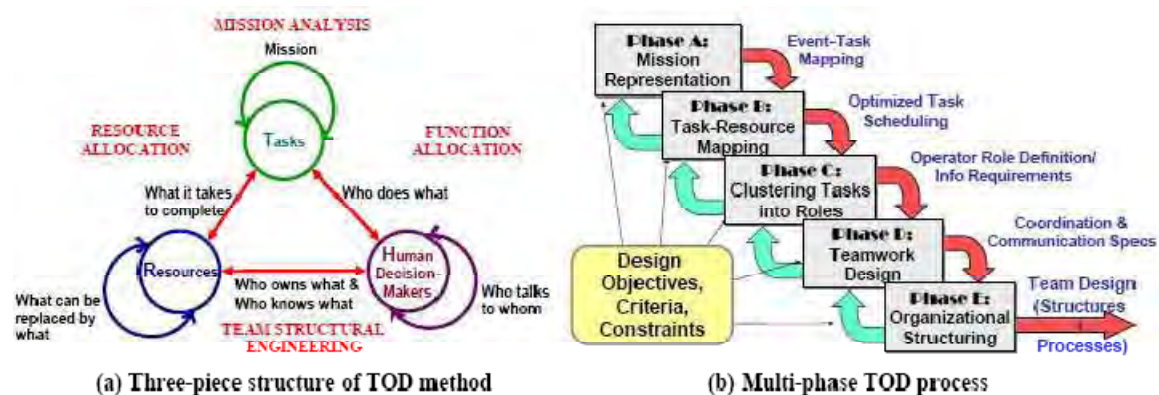 MISSION ANALYSIS
Mission
Tasks
RESOURCE
ALLOCATION
FUNCTION
ALLOCATION
What it takes
to complete
Who does what
Resources
Human
Decision-
Makers
What can be
replaced by
what
Who owns what &
Who knows what
Who talks
to whom
TEAM STRUCTURAL
ENGINEERING
(a) Three-piece structure of TOD method
Phase A:
Mission
Representation
Event-Task
Mapping
Phase B:
Task-Resource
Mapping
Optimized Task
Scheduling
Phase C:
Clustering Tasks
into Roles
Operator Role Definition/
Info Requirements
Phase D:
Teamwork
Design
Coordination &
Communication Specs
Phase E:
Organizational
Structuring
Team Design
(Structures
Processes)
Design
Objectives,
Criteria,
Constraints
(b) Multi-phase TOD process